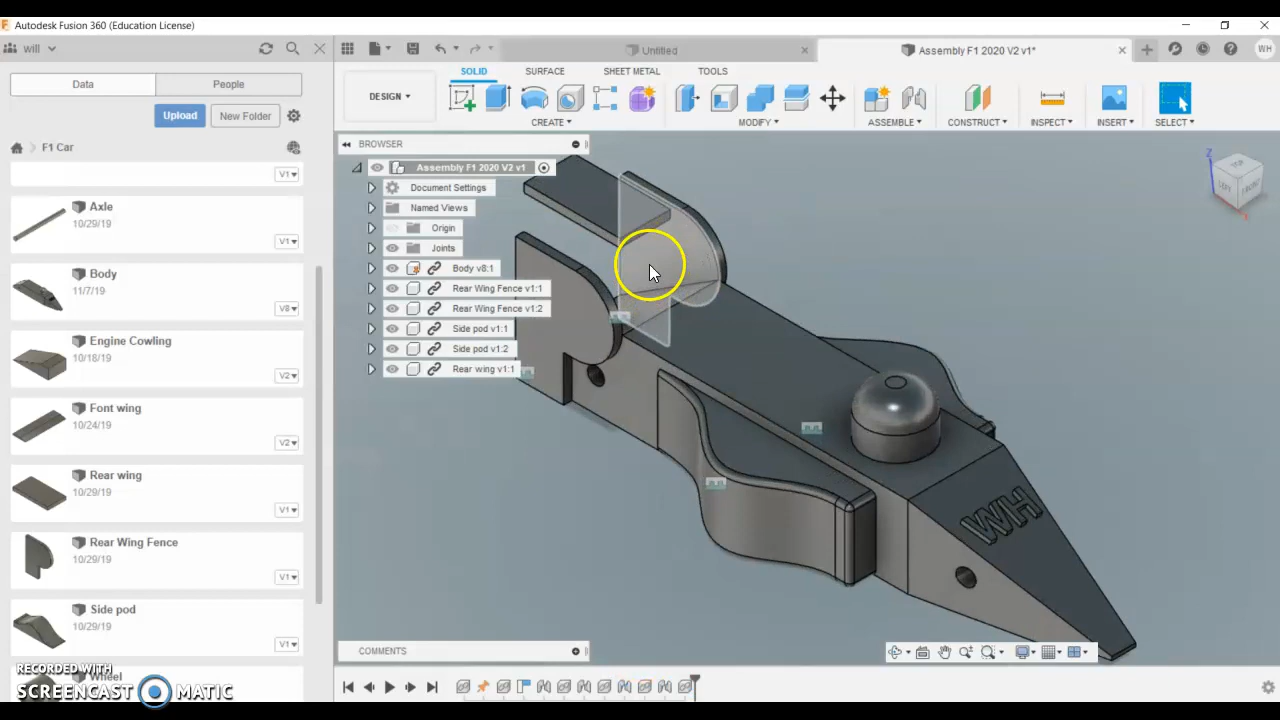 Autodesk Fusion 360 (Education License)
will
Untitled
Assembly F1 2020 V2 v1*
WH
Data
People
Upload
New Folder
F1 Car
V1
Axle
10/29/19
V1
Body
11/7/19
V8
Engine Cowling
10/18/19
V2
Font wing
10/24/19
V2
Rear wing
10/29/19
V1
Rear Wing Fence
10/29/19
V1
Side pod
10/29/19
V1
Wheel
DESIGN
SOLID
SURFACE
SHEET METAL
TOOLS
CREATE
MODIFY
ASSEMBLE
CONSTRUCT
INSPECT
INSERT
SELECT
BROWSER
Assembly F1 2020 V2 v1
Document Settings
Named Views
Origin
Joints
Body v8:1
Rear Wing Fence v1:1
Rear Wing Fence v1:2
Side pod v1:1
Side pod v1:2
Rear wing v1:1
Z
LEFT
FRONT
WH
COMMENTS
RECORDED WITH
SCREENCAST MATIC